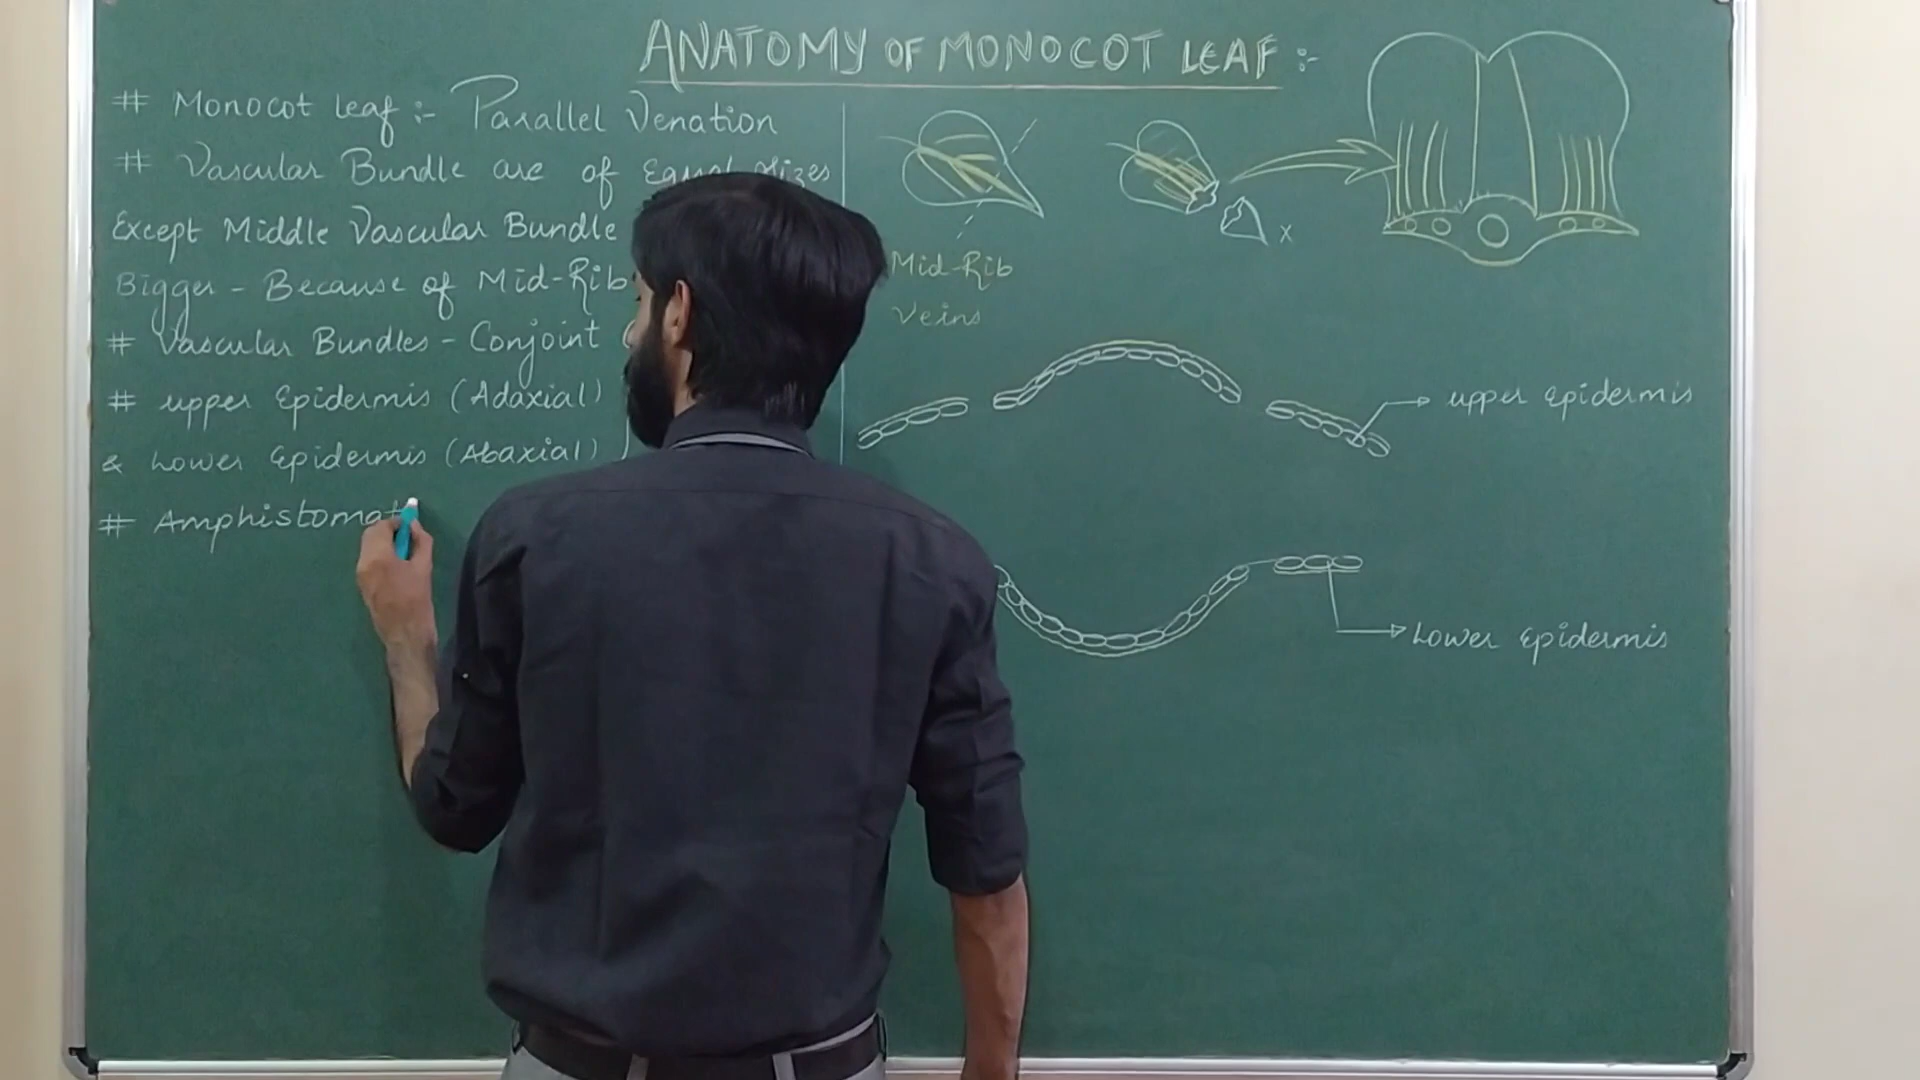 ANATOMY OF MONOCOT LEAF :-
# Monocot Leaf :- Parallel Venation
# Vascular Bundle are of Equal Sizes
Except Middle Vascular Bundle
Bigger - Because of Mid-Rib
# Vascular Bundles - Conjoint
# upper Epidermis (Adaxial)
& Lower Epidermis (Abaxial)
# Amphistomat
Mid-Rib
Veins
x
upper Epidermis
Lower Epidermis